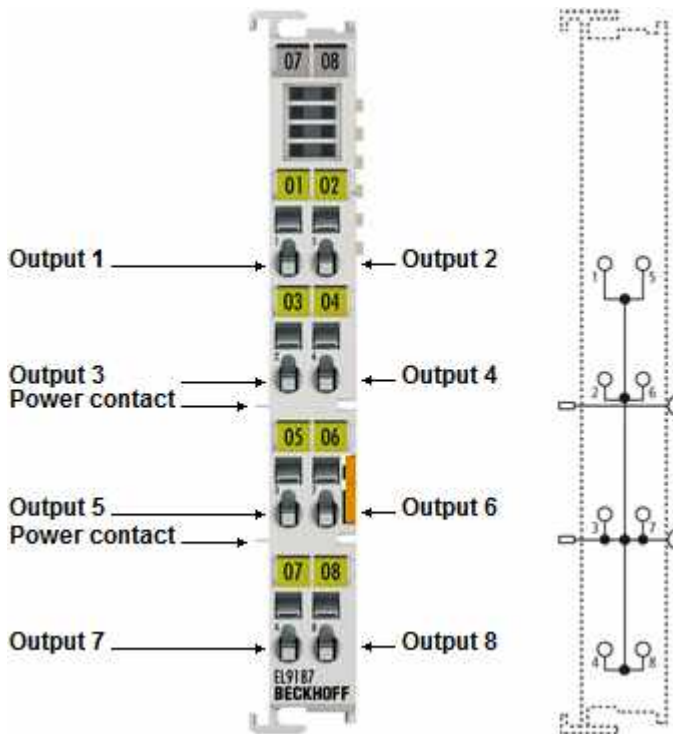 07 08
01 02
Output 1
Output 2
03 04
Output 3
Output 4
Power contact
05 06
Output 5
Output 6
Power contact
07 08
Output 7
Output 8
EL9187
BECKHOFF
1 5
2 6
3 7
4 8